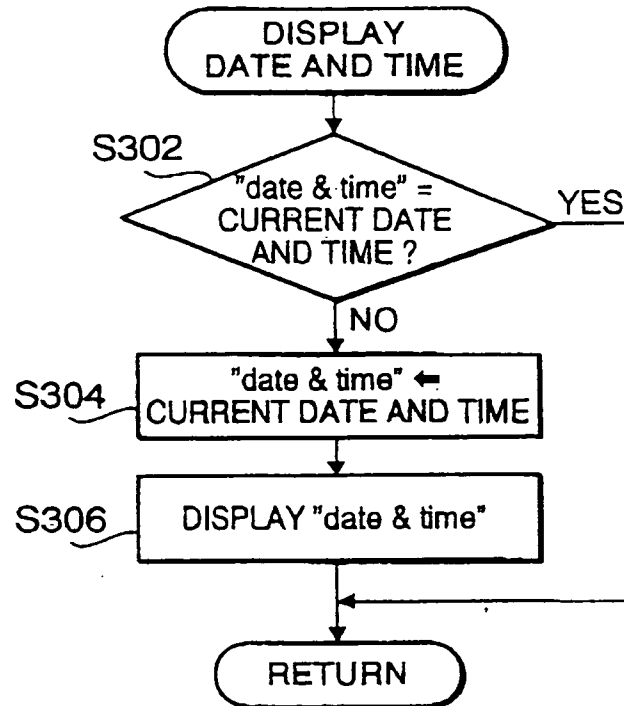 DISPLAY
DATE AND TIME
S302
"date & time" =
CURRENT DATE
AND TIME ?
YES
NO
S304
"date & time" ⬅
CURRENT DATE AND TIME
S306
DISPLAY "date & time"
RETURN